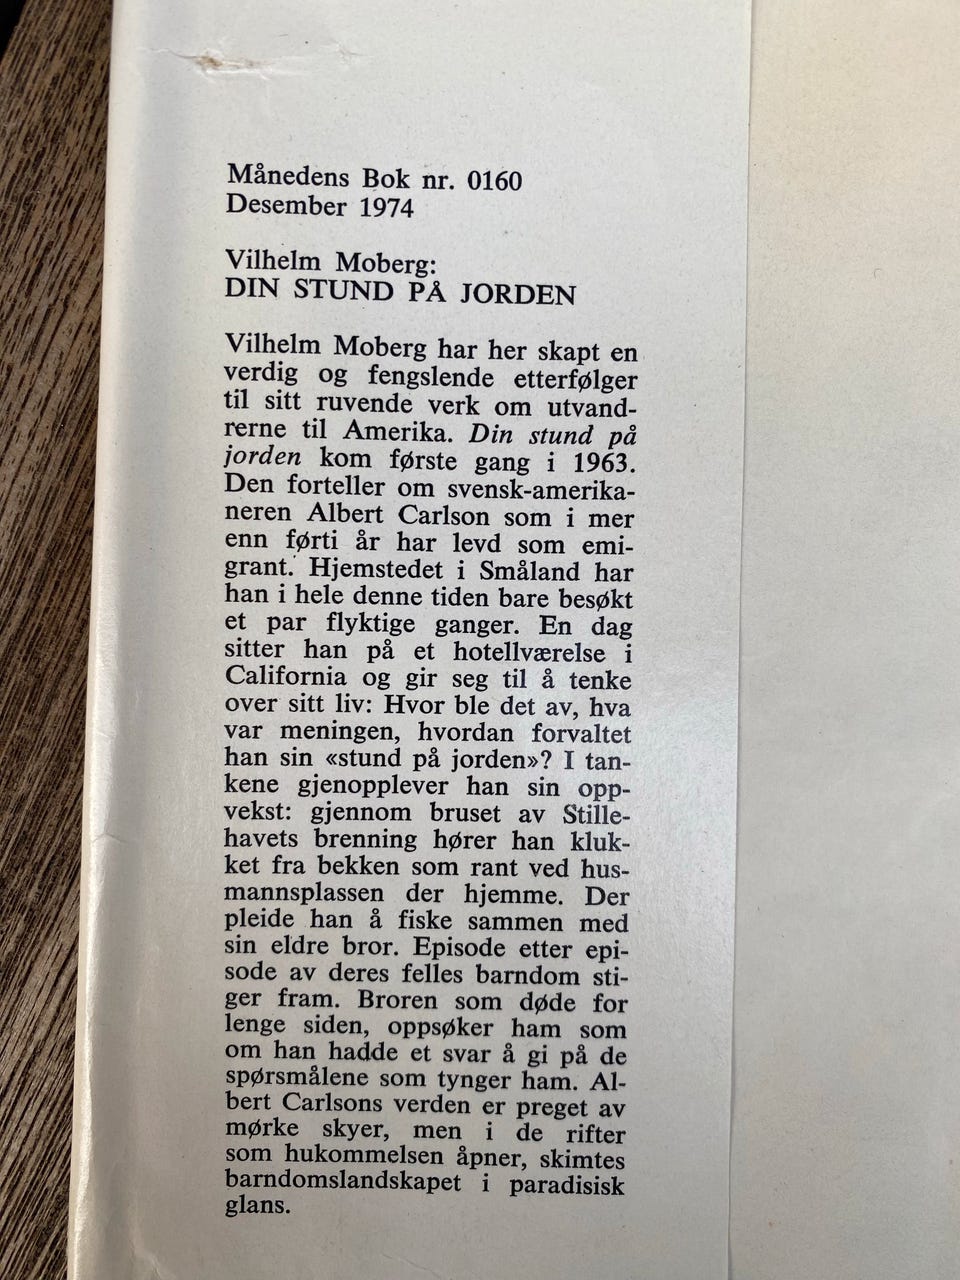 Månedens Bok nr. 0160
Desember 1974
Vilhelm Moberg:
DIN STUND PÅ JORDEN
Vilhelm Moberg har her skapt en
verdig og fengslende etterfølger
til sitt ruvende verk om utvand-
rerne til Amerika. Din stund på
jorden kom første gang i 1963.
Den forteller om svensk-amerika-
neren Albert Carlson som i mer
enn førti år har levd som emi-
grant. Hjemstedet i Småland har
han i hele denne tiden bare besøkt
et par flyktige ganger. En dag
sitter han på et hotellværelse i
California og gir seg til å tenke
over sitt liv: Hvor ble det av, hva
var meningen, hvordan forvaltet
han sin «stund på jorden»? I tan-
kene gjenopplever han sin opp-
vekst: gjennom bruset av Stille-
havets brenning hører han kluk-
ket fra bekken som rant ved hus-
mannsplassen der hjemme. Der
pleide han å fiske sammen med
sin eldre bror. Episode etter epi-
sode av deres felles barndom sti-
ger fram. Broren som døde for
lenge siden, oppsøker ham som
om han hadde et svar å gi på de
spørsmålene som tynger ham. Al-
bert Carlsons verden er preget av
mørke skyer, men i de rifter
som hukommelsen åpner, skimtes
barndomslandskapet i paradisisk
glans.